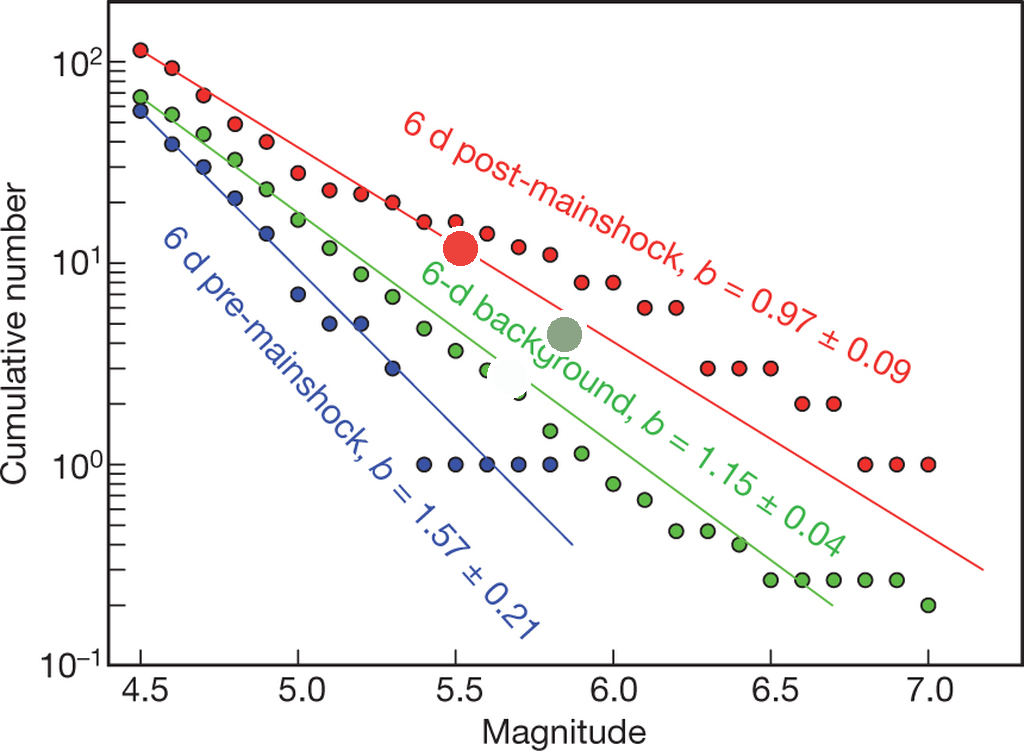 Cumulative number
10²
10¹
10⁰
10⁻¹
6 d post-mainshock, b = 0.97 ± 0.09
6-d background, b = 1.15 ± 0.04
6 d pre-mainshock, b = 1.57 ± 0.21
4.5 5.0 5.5 6.0 6.5 7.0
Magnitude